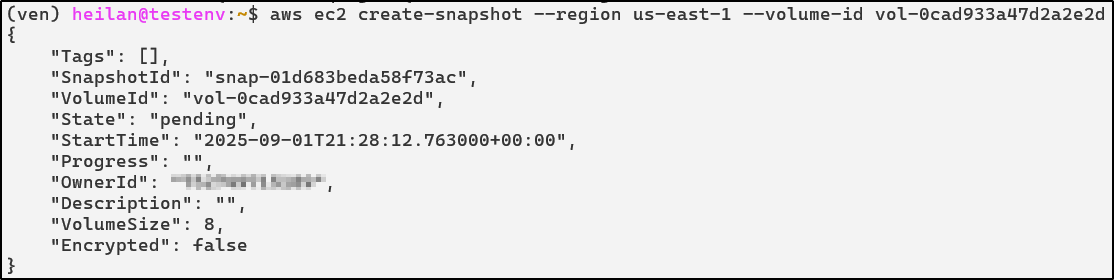 (ven) heilan@testenv:~$ aws ec2 create-snapshot --region us-east-1 --volume-id vol-0cad933a47d2a2e2d
{
    "Tags": [],
    "SnapshotId": "snap-01d683beda58f73ac",
    "VolumeId": "vol-0cad933a47d2a2e2d",
    "State": "pending",
    "StartTime": "2025-09-01T21:28:12.763000+00:00",
    "Progress": "",
    "OwnerId": 
    "Description": "",
    "VolumeSize": 8,
    "Encrypted": false
}